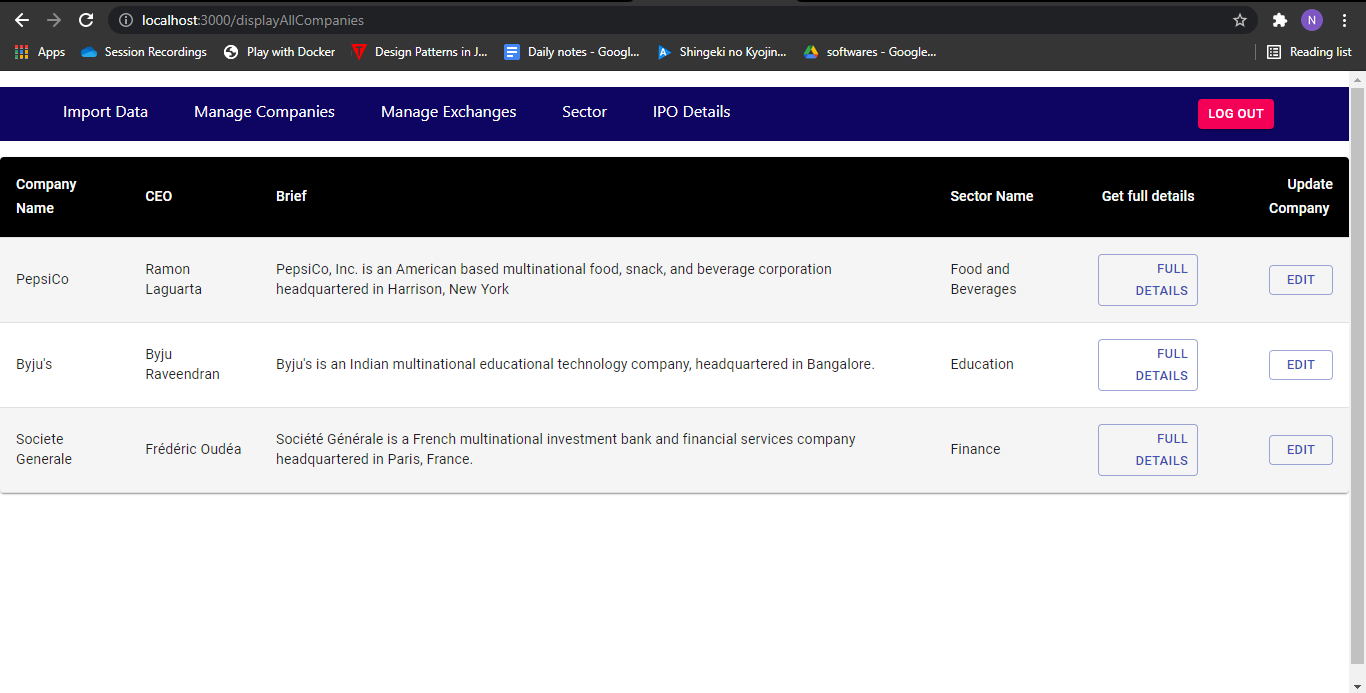 localhost:3000/displayAllCompanies
N
Apps Session Recordings Play with Docker Design Patterns in J... Daily notes - Googl... Shingeki no Kyojin... softwares - Google... Reading list
Import Data Manage Companies Manage Exchanges Sector IPO Details LOG OUT
Company Name
CEO
Brief
Sector Name
Get full details
Update Company
PepsiCo
Ramon
Laguarta
PepsiCo, Inc. is an American based multinational food, snack, and beverage corporation
headquartered in Harrison, New York
Food and
Beverages
FULL
DETAILS
EDIT
Byju's
Byju
Raveendran
Byju's is an Indian multinational educational technology company, headquartered in Bangalore.
Education
FULL
DETAILS
EDIT
Societe
Generale
Frédéric Oudéa
Société Générale is a French multinational investment bank and financial services company
headquartered in Paris, France.
Finance
FULL
DETAILS
EDIT